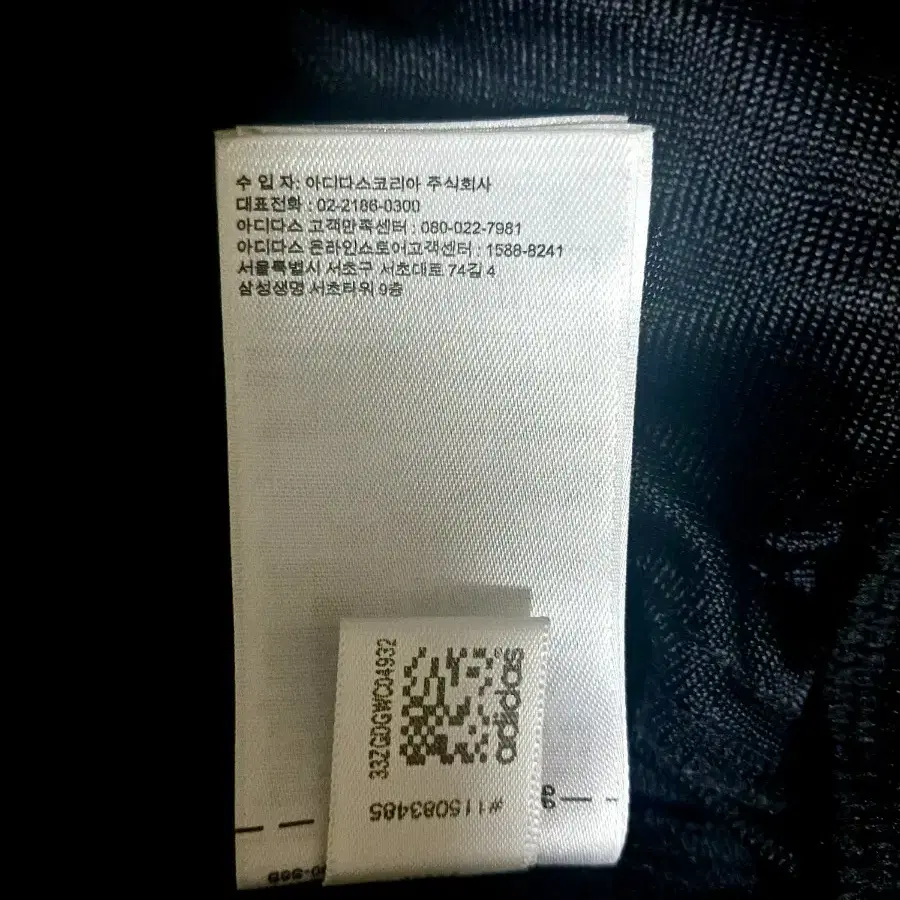 수 입 자: 아디다스코리아 주식회사
대표전화 : 02-2186-0300
아디다스 고객만족센터 : 080-022-7981
아디다스 온라인스토어고객센터 : 1588-8241
서울특별시 서초구 서초대로 74길 4
삼성생명 서초타워 9층
33ZGDGWC04932
adidas
#115083485